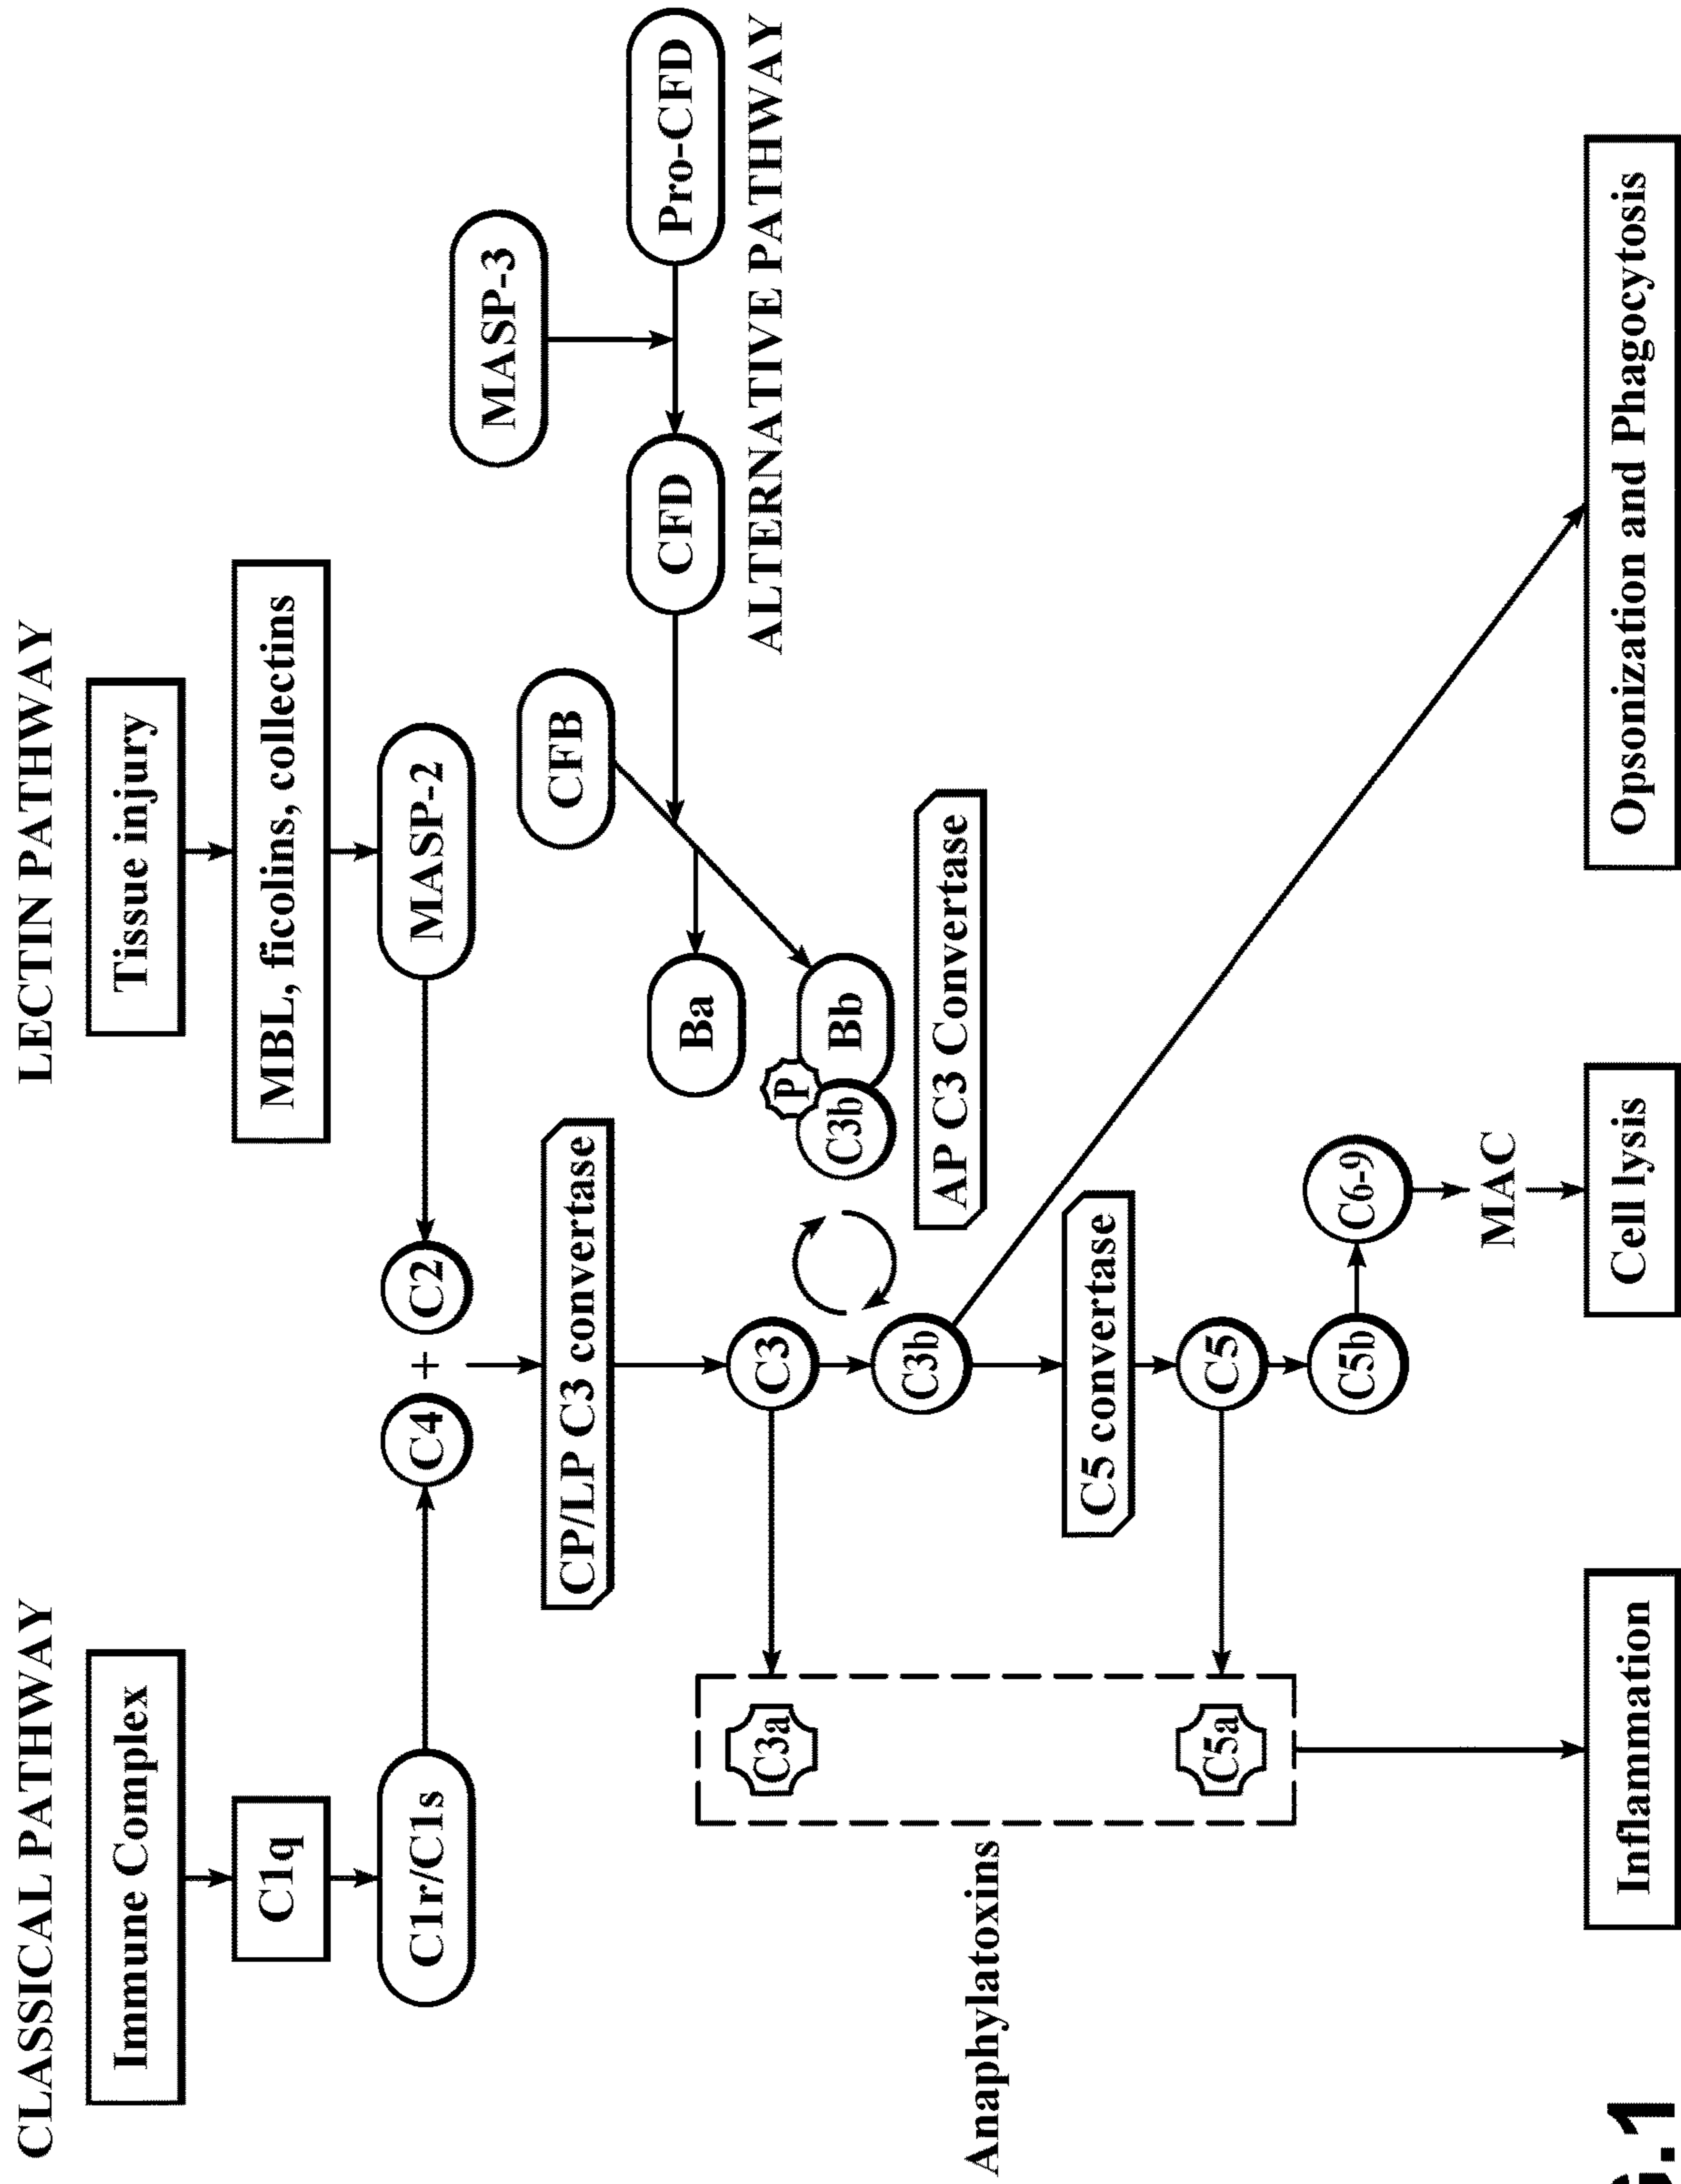 CLASSICAL PATHWAY
LECTIN PATHWAY
Immune Complex
Tissue injury
C1q
MBL, ficolins, collectins
C1r/C1s
C4
+
C2
MASP-2
MASP-3
CP/LP C3 convertase
CFB
Ba
CFD
Pro-CFD
ALTERNATIVE PATHWAY
C3a
C3
P
C3b
Bb
C3b
AP C3 Convertase
Anaphylatoxins
C5 convertase
C5a
C5
C5b
C6-9
MAC
Inflammation
Cell lysis
Opsonization and Phagocytosis
G.1